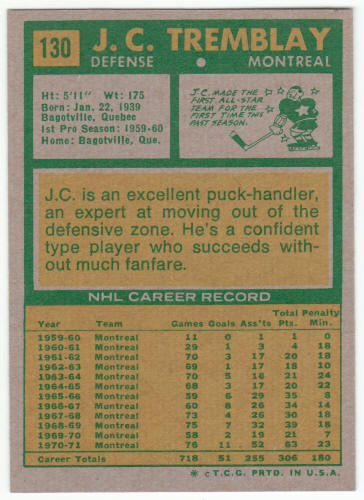 130 J. C. TREMBLAY
DEFENSE • MONTREAL
Ht: 5'11" Wt: 175
Born: Jan. 22, 1939
Bagotville, Quebec
1st Pro Season: 1959-60
Home: Bagotville, Que.
J.C. MADE THE
FIRST ALL-STAR
TEAM FOR THE
FIRST TIME THIS
PAST SEASON.
J.C. is an excellent puck-handler,
an expert at moving out of the
defensive zone. He's a confident
type player who succeeds with-
out much fanfare.
NHL CAREER RECORD
Year Team Games Goals Ass'ts Total Pts. Penalty Min.
1959-60 Montreal 11 0 1 1 0
1960-61 Montreal 29 1 3 4 18
1961-62 Montreal 70 3 17 20 18
1962-63 Montreal 69 1 17 18 10
1963-64 Montreal 70 5 16 21 24
1964-65 Montreal 68 3 17 20 22
1965-66 Montreal 59 6 29 35 8
1966-67 Montreal 60 8 26 34 14
1967-68 Montreal 73 4 26 30 18
1968-69 Montreal 75 7 32 39 18
1969-70 Montreal 58 2 19 21 7
1970-71 Montreal 76 11 52 63 23
Career Totals 718 51 255 306 180
* © T.C.G. PRTD. IN U.S.A.